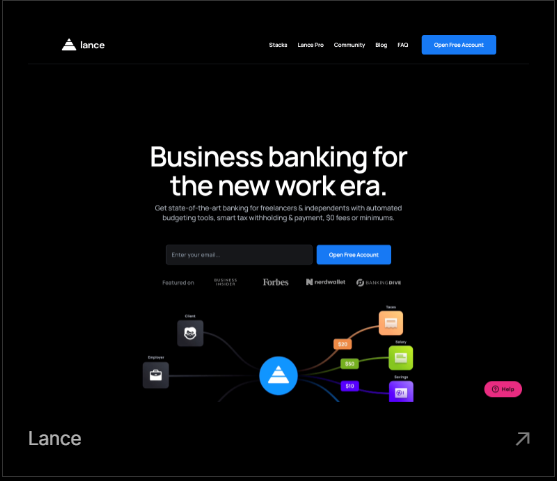 lance
Stacks Lance Pro Community Blog FAQ Open Free Account
Business banking for
the new work era.
Get state-of-the-art banking for freelancers & independents with automated
budgeting tools, smart tax withholding & payment, $0 fees or minimums.
Enter your email... Open Free Account
Featured on BUSINESS INSIDER Forbes nerdwallet BANKINGDIVE
Taxes
Client
$20
Salary
Employer
$90
Savings
$10
Help
Lance